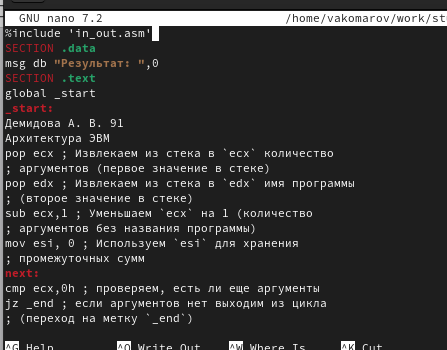 GNU nano 7.2 /home/vakomarov/work/st
%include 'in_out.asm'
SECTION .data
msg db "Результат: ",0
SECTION .text
global _start
_start:
Демидова А. В. 91
Архитектура ЭВМ
pop ecx ; Извлекаем из стека в `ecx` количество
; аргументов (первое значение в стеке)
pop edx ; Извлекаем из стека в `edx` имя программы
; (второе значение в стеке)
sub ecx,1 ; Уменьшаем `ecx` на 1 (количество
; аргументов без названия программы)
mov esi, 0 ; Используем `esi` для хранения
; промежуточных сумм
next:
cmp ecx,0h ; проверяем, есть ли еще аргументы
jz _end ; если аргументов нет выходим из цикла
; (переход на метку `_end`)
^G Help ^O Write Out ^W Where Is ^K Cut